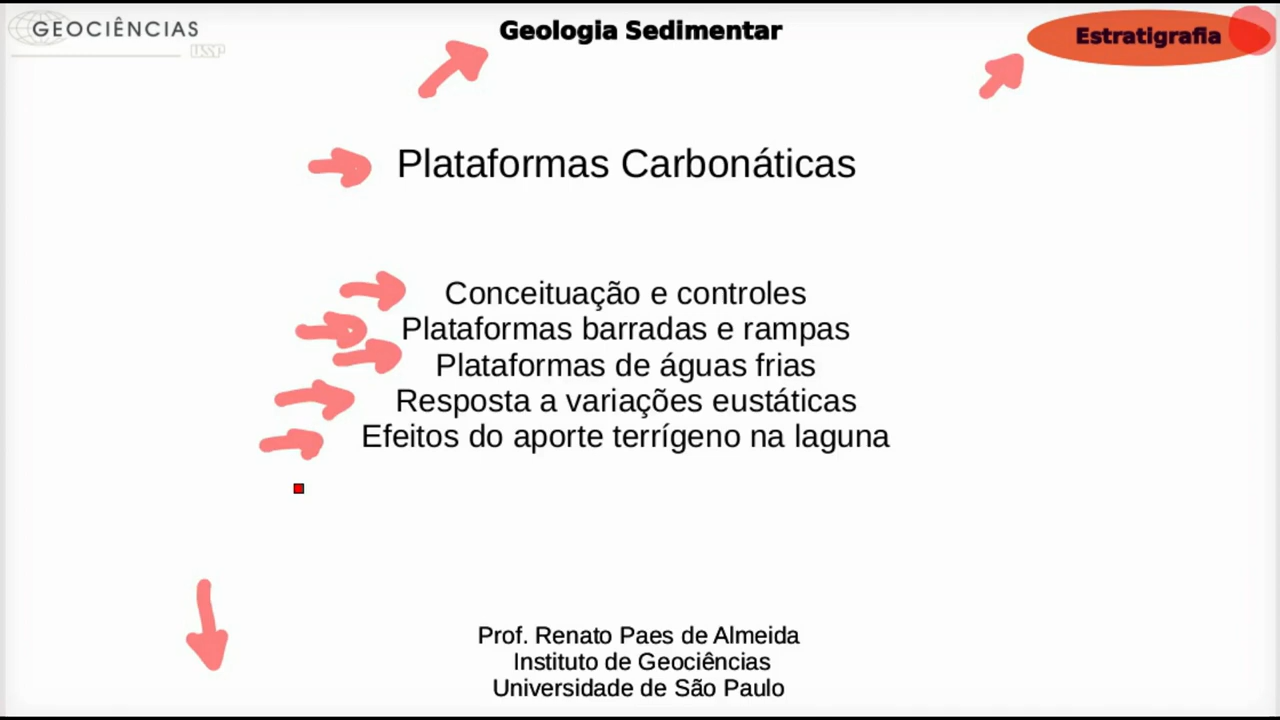 GEOCIÊNCIAS
USP
Geologia Sedimentar
Estratigrafia
Plataformas Carbonáticas
Conceituação e controles
Plataformas barradas e rampas
Plataformas de águas frias
Resposta a variações eustáticas
Efeitos do aporte terrígeno na laguna
Prof. Renato Paes de Almeida
Instituto de Geociências
Universidade de São Paulo